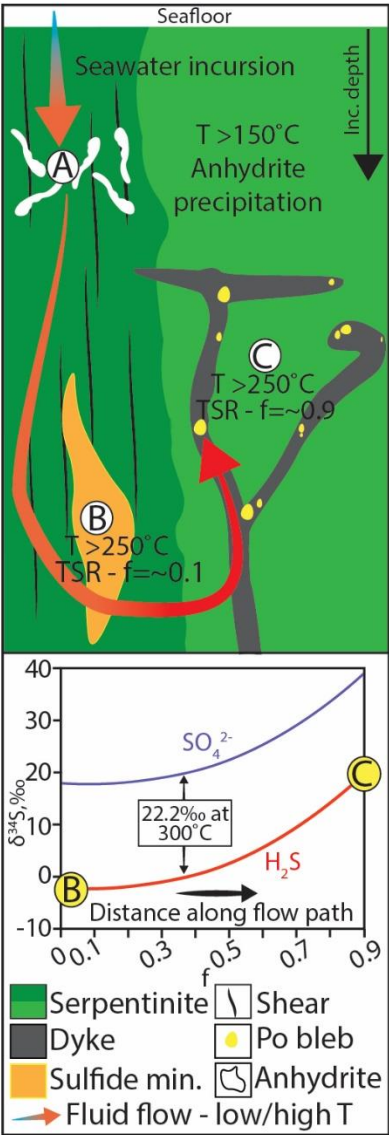 Seafloor
Seawater incursion
Inc. depth
T >150°C
Anhydrite
precipitation
A
C
T >250°C
TSR - f=~0.9
B
T >250°C
TSR - f=~0.1
40
30
20
10
0
-10
δ³⁴S,‰
SO₄²⁻
22.2‰ at
300°C
H₂S
B
C
Distance along flow path
0 0.1 0.3 0.5 0.7 0.9
f
Serpentinite Shear
Dyke Po bleb
Sulfide min. Anhydrite
Fluid flow - low/high T